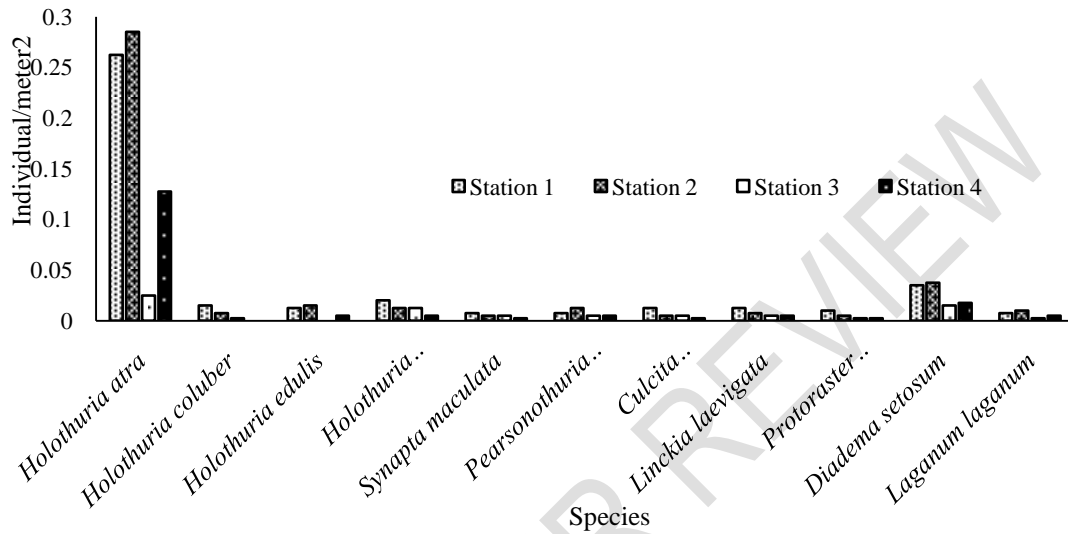 Individual/meter2
0.3
0.25
0.2
0.15
0.1
0.05
0
Station 1
Station 2
Station 3
Station 4
Holothuria atra
Holothuria coluber
Holothuria edulis
Holothuria..
Synapta maculata
Pearsonothuria..
Culcita..
Linckia laevigata
Protoraster..
Diadema setosum
Laganum laganum
Species
R REVIEW